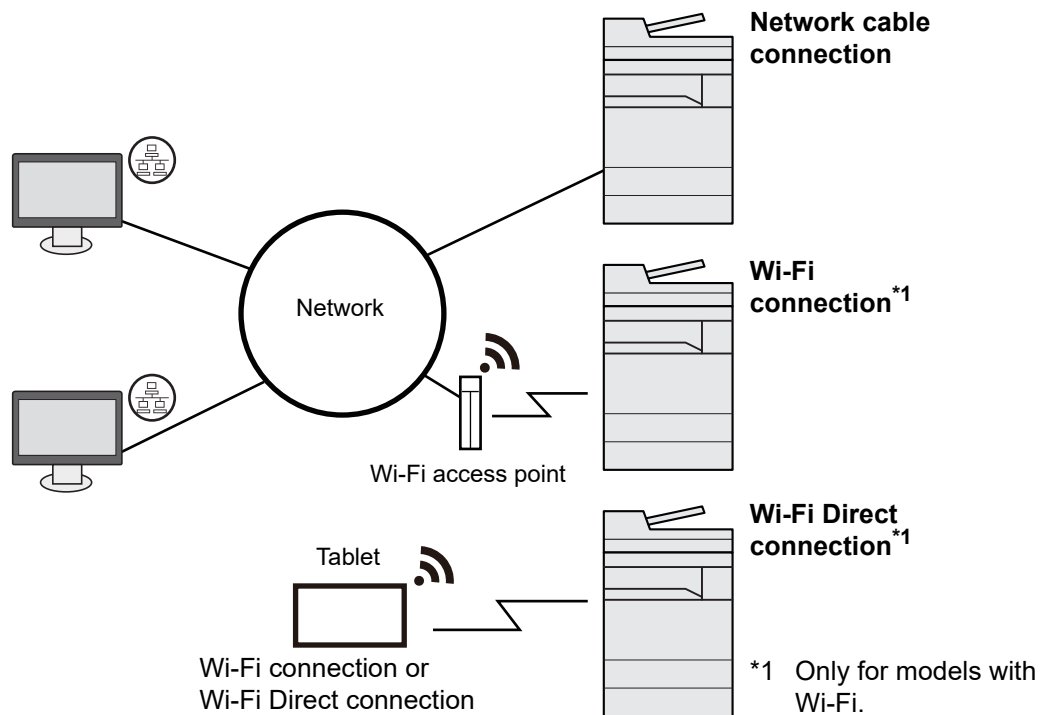 Network cable
connection
Network
Wi-Fi
connection*1
Wi-Fi access point
Wi-Fi Direct
connection*1
Tablet
Wi-Fi connection or
Wi-Fi Direct connection
*1 Only for models with
Wi-Fi.